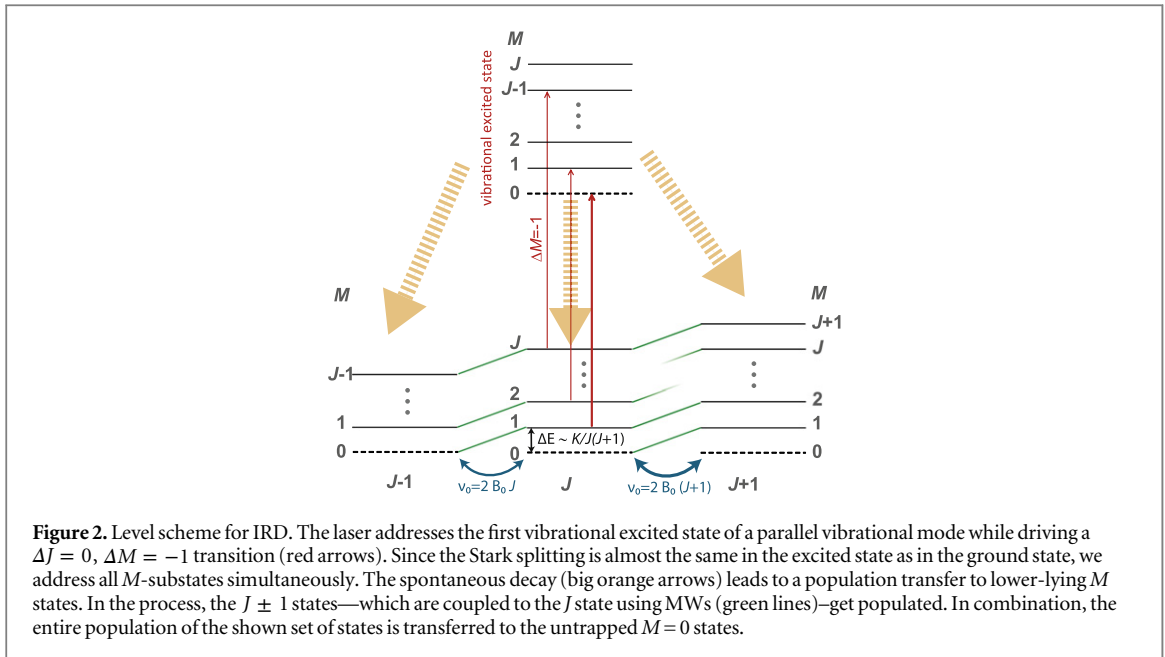 M
J
J-1
2
1
0
vibrational excited state
ΔM=-1
M
J-1
1
0
J-1
J
2
1
0
ΔE ~ K/J(J+1)
J
ν₀=2 B₀ J
ν₀=2 B₀ (J+1)
M
J+1
J
2
1
0
J+1
Figure 2. Level scheme for IRD. The laser addresses the first vibrational excited state of a parallel vibrational mode while driving a
ΔJ = 0, ΔM = −1 transition (red arrows). Since the Stark splitting is almost the same in the excited state as in the ground state, we
address all M-substates simultaneously. The spontaneous decay (big orange arrows) leads to a population transfer to lower-lying M
states. In the process, the J ± 1 states—which are coupled to the J state using MWs (green lines)–get populated. In combination, the
entire population of the shown set of states is transferred to the untrapped M = 0 states.